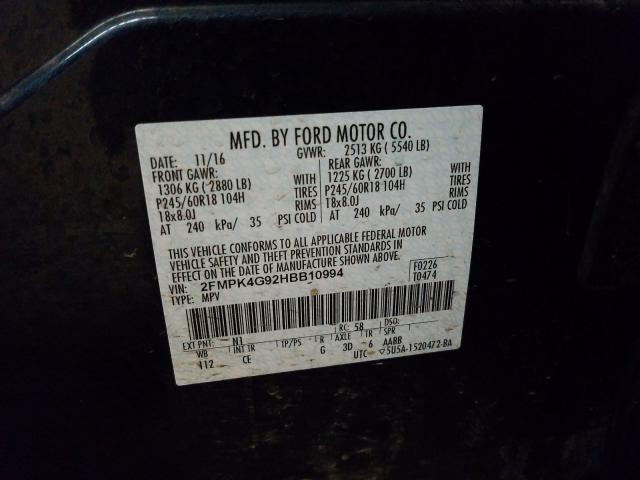 MFD. BY FORD MOTOR CO.
DATE: 11/16 GVWR: 2513 KG ( 5540 LB)
FRONT GAWR: REAR GAWR:
1306 KG ( 2880 LB) WITH 1225 KG ( 2700 LB) WITH
P245/60R18 104H TIRES P245/60R18 104H TIRES
18x8.0J RIMS 18x8.0J RIMS
AT 240 kPa/ 35 PSI COLD AT 240 kPa/ 35 PSI COLD
THIS VEHICLE CONFORMS TO ALL APPLICABLE FEDERAL MOTOR
VEHICLE SAFETY AND THEFT PREVENTION STANDARDS IN
EFFECT ON THE DATE OF MANUFACTURE SHOWN ABOVE.
VIN: 2FMPK4G92HBB10994 F0226
TYPE: MPV T0474
EXT PNT: N1 RC: 58 DSO:
WB INT TR TP/PS R AXLE TR SPR
112 CE G 3D 6 AABB
UTC ▽5U5A-1520472-BA